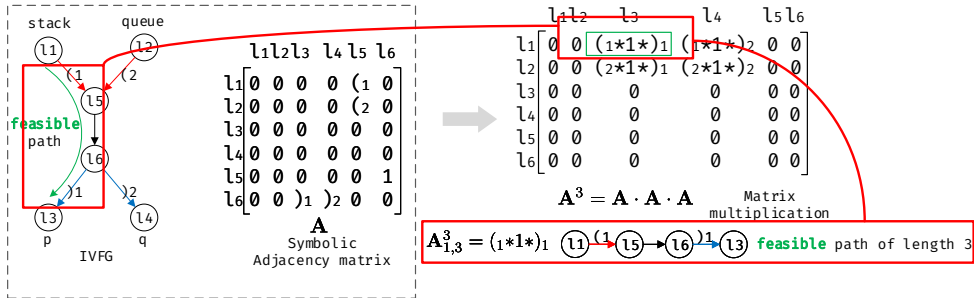 stack queue
l1 l2
(1 (2
l5
feasible
path
l6
)1 )2
l3 l4
p q
IVFG
l1 l2 l3 l4 l5 l6
l1 0 0 0 0 (1 0
l2 0 0 0 0 (2 0
l3 0 0 0 0 0 0
l4 0 0 0 0 0 0
l5 0 0 0 0 0 1
l6 0 0 )1 )2 0 0
A
Symbolic
Adjacency matrix
l1 l2 l3 l4 l5 l6
l1 0 0 (1*1*)1 (1*1*)2 0 0
l2 0 0 (2*1*)1 (2*1*)2 0 0
l3 0 0 0 0 0 0
l4 0 0 0 0 0 0
l5 0 0 0 0 0 0
l6 0 0 0 0 0 0
A³ = A · A · A
Matrix
multiplication
A³1,3 = (1*1*)1 l1 (1 l5 l6 )1 l3 feasible path of length 3